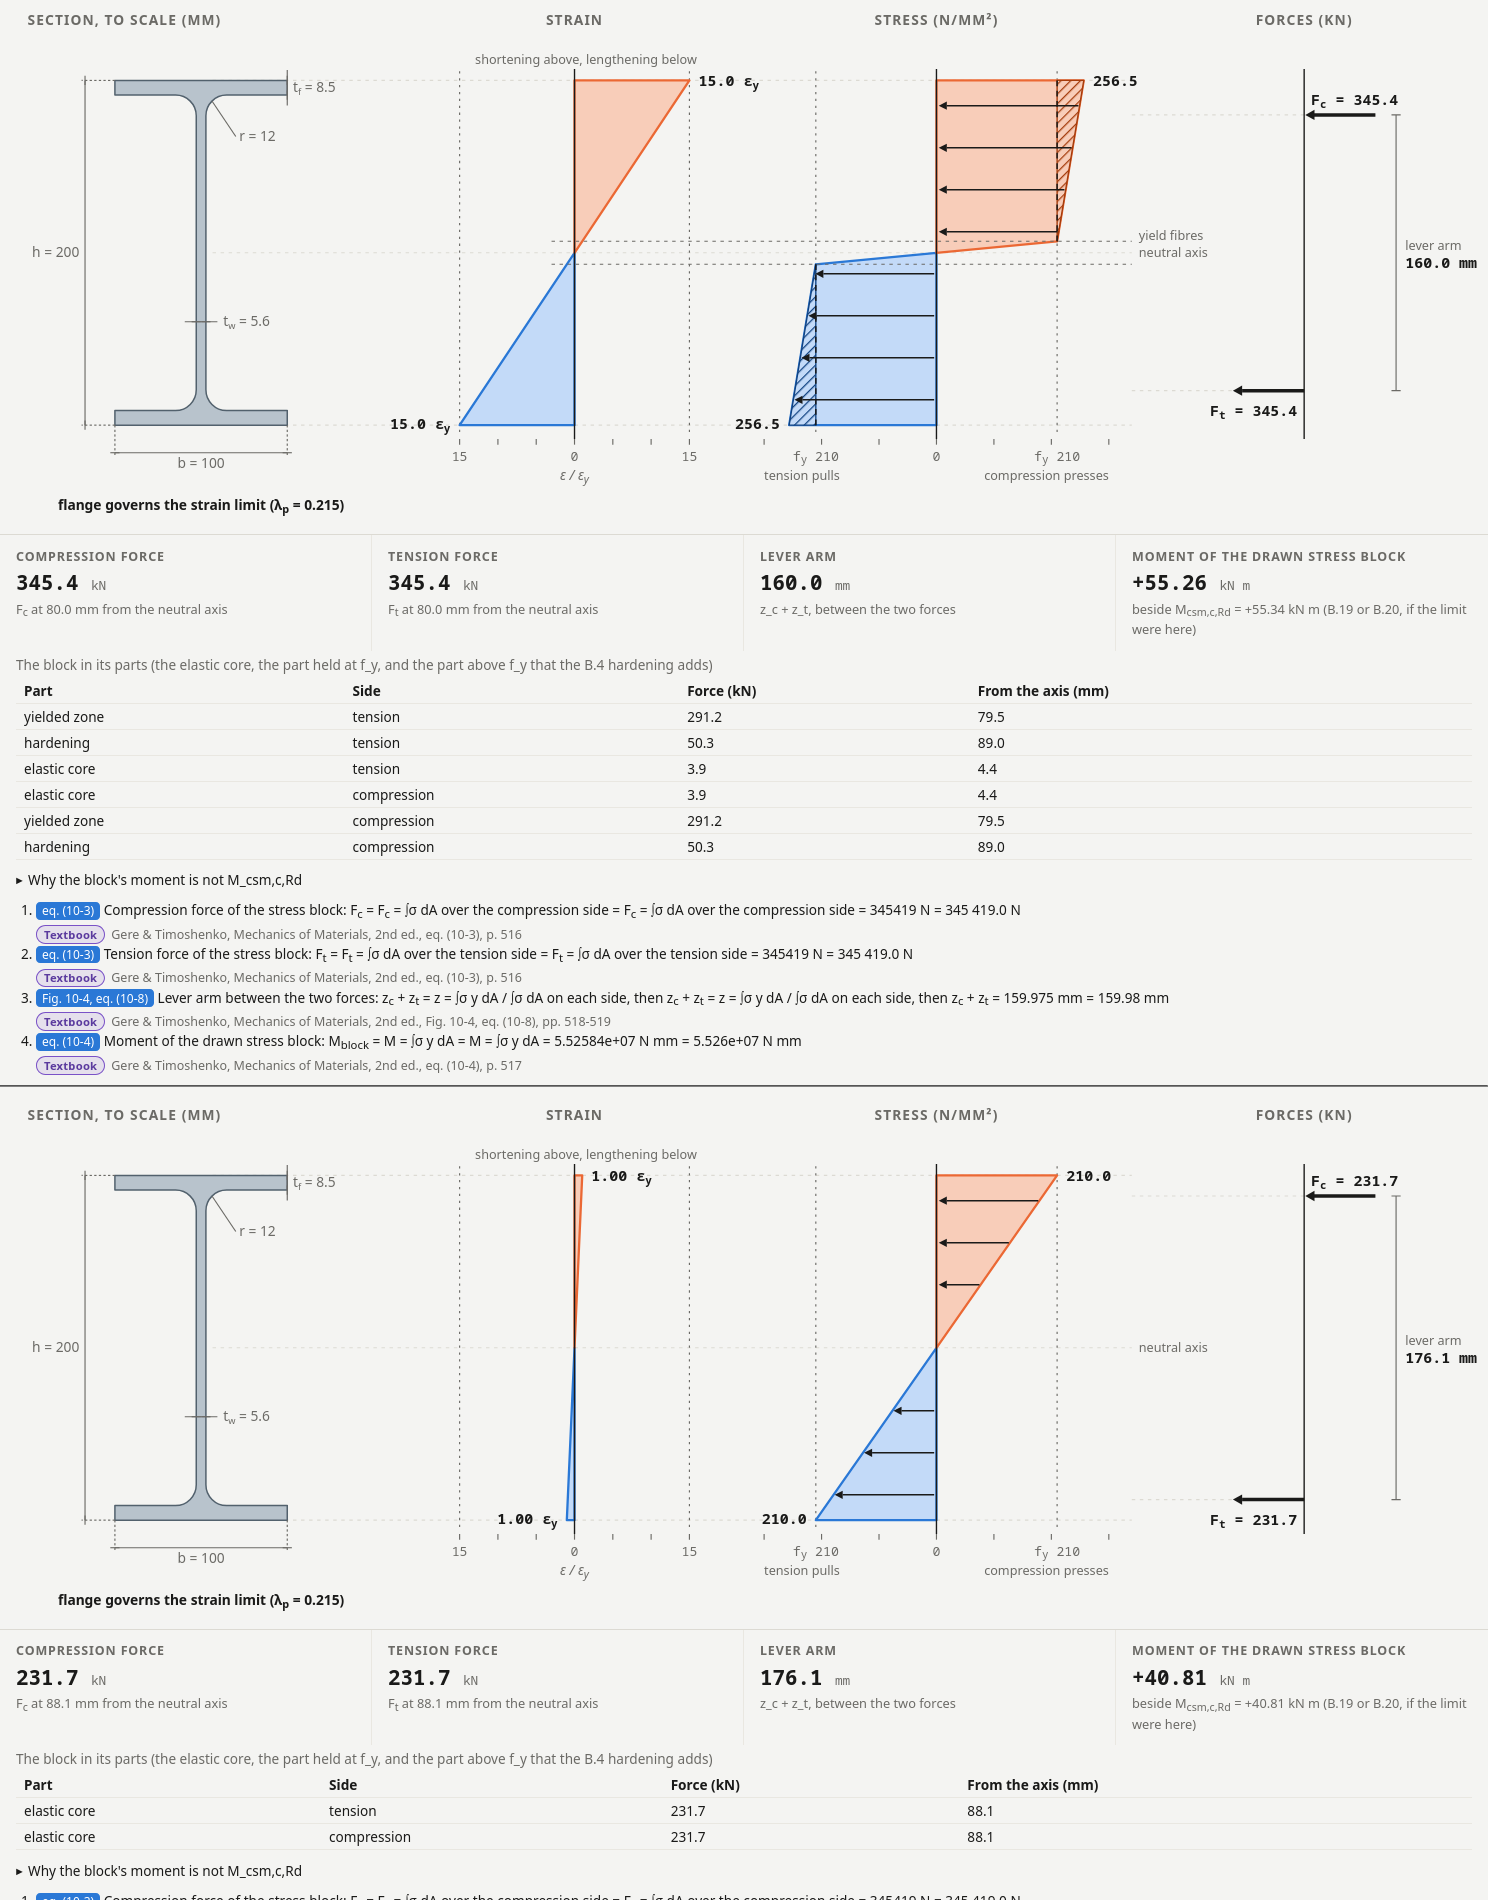 SECTION, TO SCALE (MM)
STRAIN
STRESS (N/MM²)
FORCES (KN)
shortening above, lengthening below
t_f = 8.5
15.0 ε_y
256.5
F_c = 345.4
r = 12
h = 200
yield fibres
neutral axis
lever arm
160.0 mm
t_w = 5.6
15.0 ε_y
256.5
F_t = 345.4
b = 100
15
0
15
f_y 210
0
f_y 210
ε / ε_y
tension pulls
compression presses
flange governs the strain limit (λ_p = 0.215)
COMPRESSION FORCE
345.4 kN
F_c at 80.0 mm from the neutral axis
TENSION FORCE
345.4 kN
F_t at 80.0 mm from the neutral axis
LEVER ARM
160.0 mm
z_c + z_t, between the two forces
MOMENT OF THE DRAWN STRESS BLOCK
+55.26 kN m
beside M_csm,c,Rd = +55.34 kN m (B.19 or B.20, if the limit
were here)
The block in its parts (the elastic core, the part held at f_y, and the part above f_y that the B.4 hardening adds)
Part Side Force (kN) From the axis (mm)
yielded zone tension 291.2 79.5
hardening tension 50.3 89.0
elastic core tension 3.9 4.4
elastic core compression 3.9 4.4
yielded zone compression 291.2 79.5
hardening compression 50.3 89.0
▸ Why the block's moment is not M_csm,c,Rd
1. eq. (10-3) Compression force of the stress block: F_c = F_c = ∫σ dA over the compression side = F_c = ∫σ dA over the compression side = 345419 N = 345 419.0 N
Textbook Gere & Timoshenko, Mechanics of Materials, 2nd ed., eq. (10-3), p. 516
2. eq. (10-3) Tension force of the stress block: F_t = F_t = ∫σ dA over the tension side = F_t = ∫σ dA over the tension side = 345419 N = 345 419.0 N
Textbook Gere & Timoshenko, Mechanics of Materials, 2nd ed., eq. (10-3), p. 516
3. Fig. 10-4, eq. (10-8) Lever arm between the two forces: z_c + z_t = z = ∫σ y dA / ∫σ dA on each side, then z_c + z_t = z = ∫σ y dA / ∫σ dA on each side, then z_c + z_t = 159.975 mm = 159.98 mm
Textbook Gere & Timoshenko, Mechanics of Materials, 2nd ed., Fig. 10-4, eq. (10-8), pp. 518-519
4. eq. (10-4) Moment of the drawn stress block: M_block = M = ∫σ y dA = M = ∫σ y dA = 5.52584e+07 N mm = 5.526e+07 N mm
Textbook Gere & Timoshenko, Mechanics of Materials, 2nd ed., eq. (10-4), p. 517
SECTION, TO SCALE (MM)
STRAIN
STRESS (N/MM²)
FORCES (KN)
shortening above, lengthening below
t_f = 8.5
1.00 ε_y
210.0
F_c = 231.7
r = 12
h = 200
neutral axis
lever arm
176.1 mm
t_w = 5.6
1.00 ε_y
210.0
F_t = 231.7
b = 100
15
0
15
f_y 210
0
f_y 210
ε / ε_y
tension pulls
compression presses
flange governs the strain limit (λ_p = 0.215)
COMPRESSION FORCE
231.7 kN
F_c at 88.1 mm from the neutral axis
TENSION FORCE
231.7 kN
F_t at 88.1 mm from the neutral axis
LEVER ARM
176.1 mm
z_c + z_t, between the two forces
MOMENT OF THE DRAWN STRESS BLOCK
+40.81 kN m
beside M_csm,c,Rd = +40.81 kN m (B.19 or B.20, if the limit
were here)
The block in its parts (the elastic core, the part held at f_y, and the part above f_y that the B.4 hardening adds)
Part Side Force (kN) From the axis (mm)
elastic core tension 231.7 88.1
elastic core compression 231.7 88.1
▸ Why the block's moment is not M_csm,c,Rd